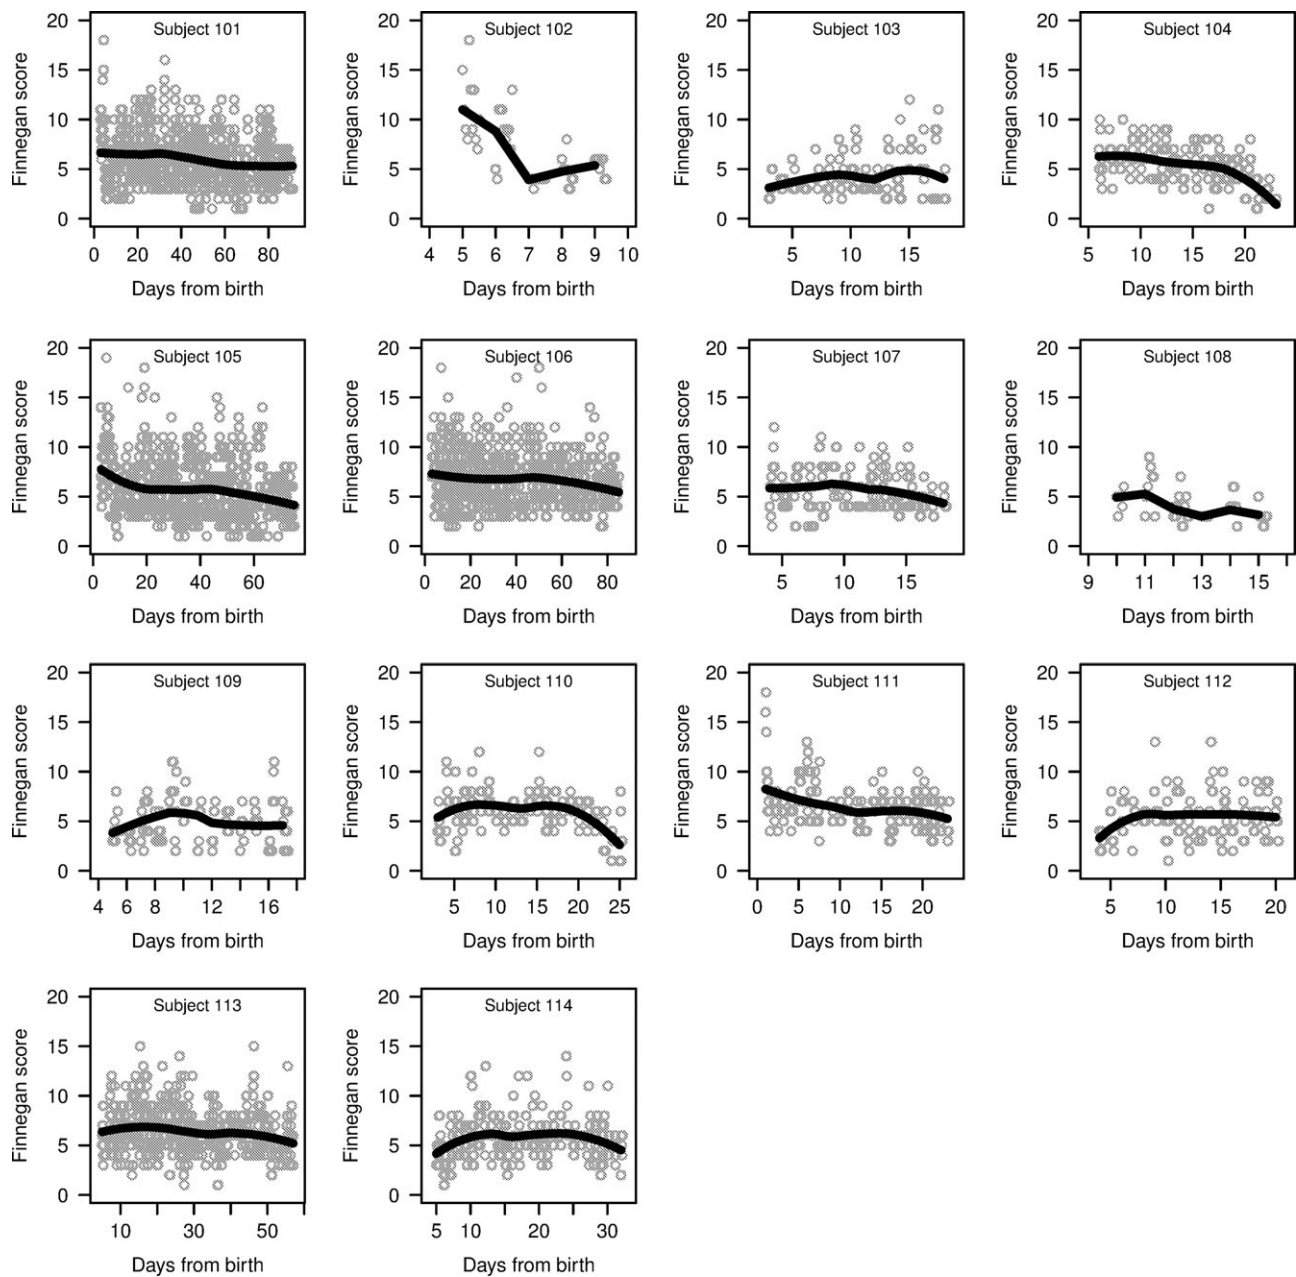 Subject 101
Finnegan score
20
15
10
5
0
0 20 40 60 80
Days from birth
Subject 102
Finnegan score
20
15
10
5
0
4 5 6 7 8 9 10
Days from birth
Subject 103
Finnegan score
20
15
10
5
0
5 10 15
Days from birth
Subject 104
Finnegan score
20
15
10
5
0
5 10 15 20
Days from birth
Subject 105
Finnegan score
20
15
10
5
0
0 20 40 60
Days from birth
Subject 106
Finnegan score
20
15
10
5
0
0 20 40 60 80
Days from birth
Subject 107
Finnegan score
20
15
10
5
0
5 10 15
Days from birth
Subject 108
Finnegan score
20
15
10
5
0
9 11 13 15
Days from birth
Subject 109
Finnegan score
20
15
10
5
0
4 6 8 12 16
Days from birth
Subject 110
Finnegan score
20
15
10
5
0
5 10 15 20 25
Days from birth
Subject 111
Finnegan score
20
15
10
5
0
0 5 10 15 20
Days from birth
Subject 112
Finnegan score
20
15
10
5
0
5 10 15 20
Days from birth
Subject 113
Finnegan score
20
15
10
5
0
10 30 50
Days from birth
Subject 114
Finnegan score
20
15
10
5
0
5 10 20 30
Days from birth